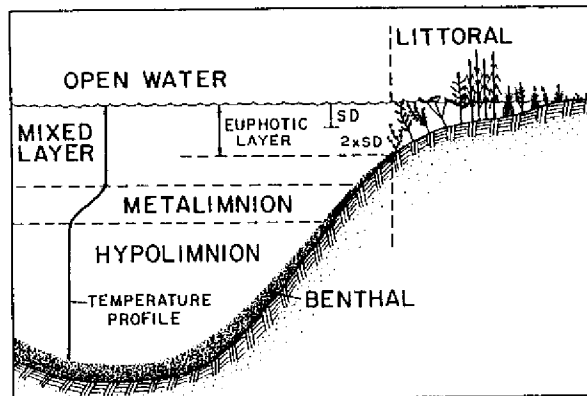 LITTORAL
OPEN WATER
MIXED
LAYER
EUPHOTIC
LAYER
SD
2xSD
METALIMNION
HYPOLIMNION
TEMPERATURE
PROFILE
BENTHAL